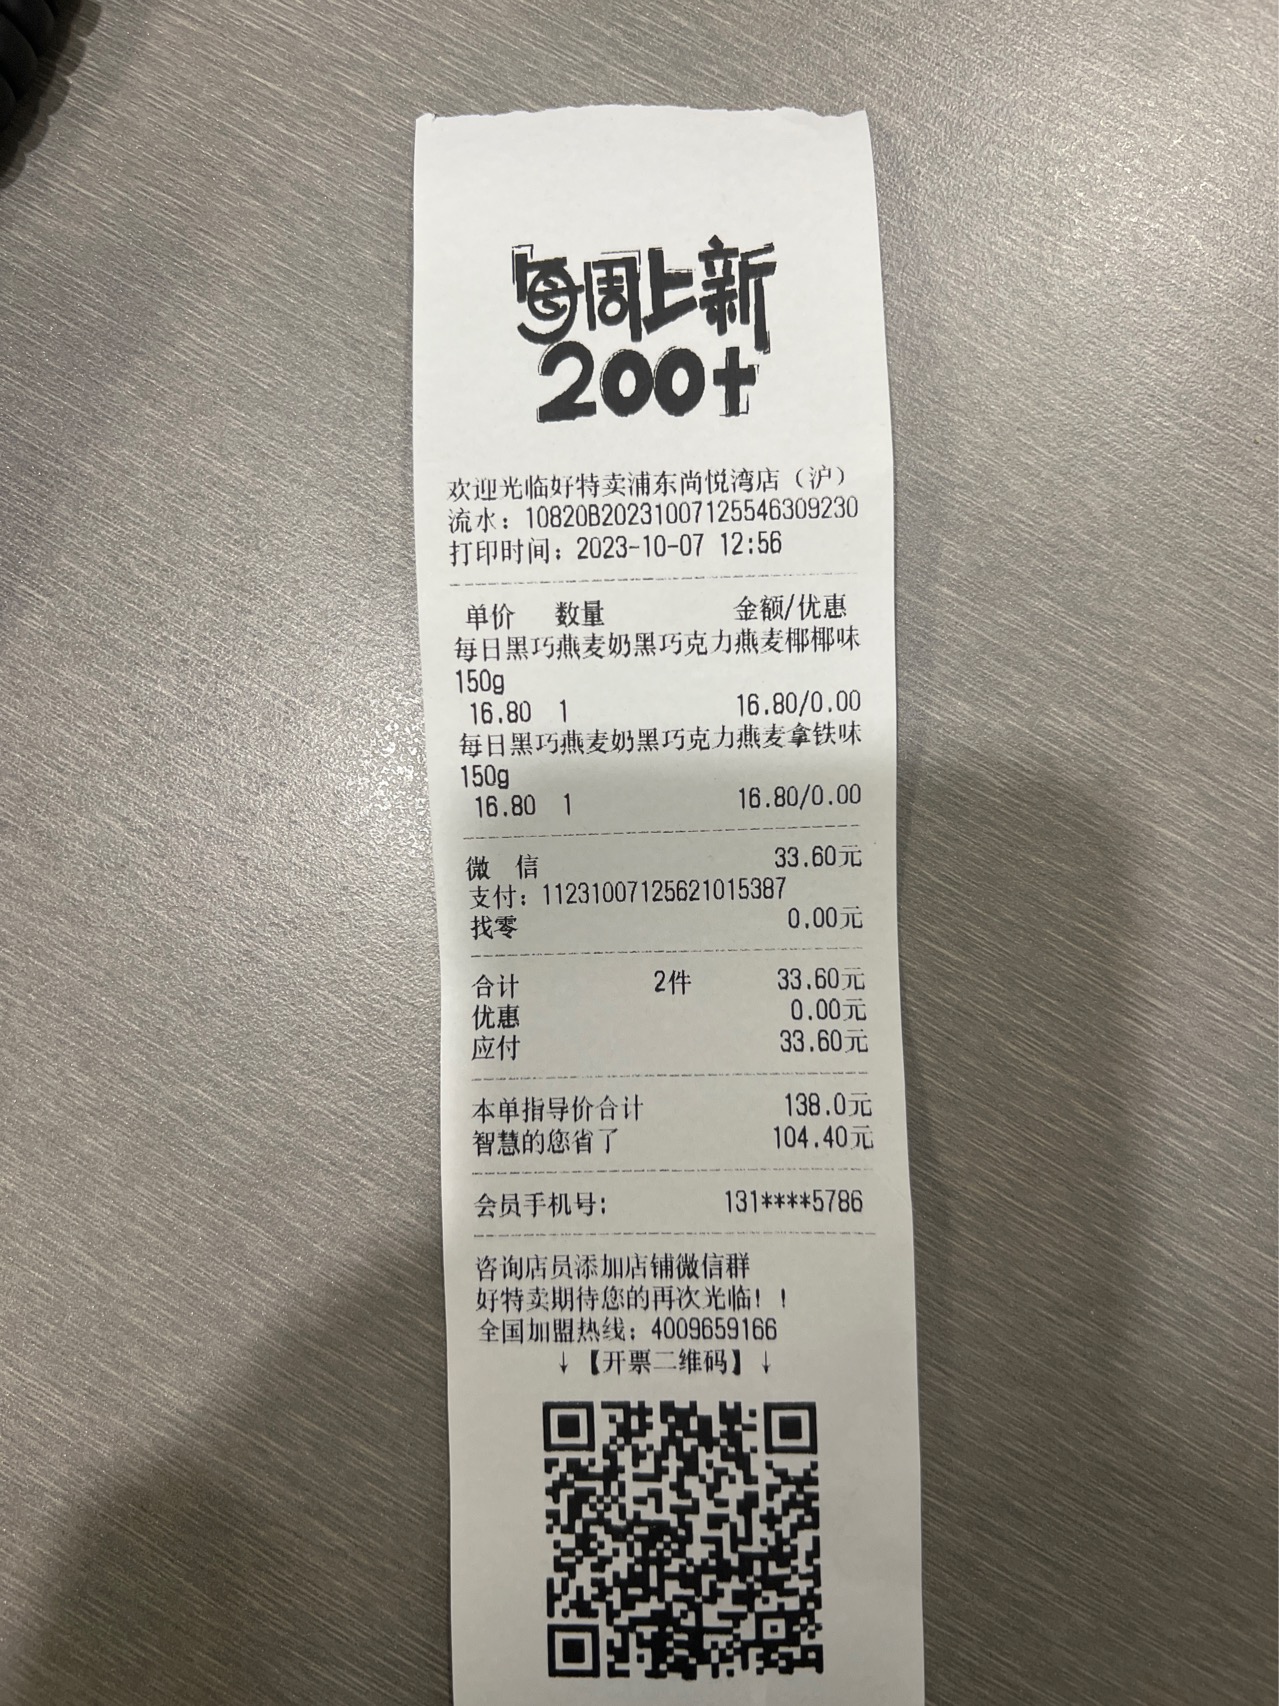 每周上新
200+
欢迎光临好特卖浦东尚悦湾店（沪）
流水：10820B20231007125546309230
打印时间：2023-10-07 12:56
单价 数量 金额/优惠
每日黑巧燕麦奶黑巧克力燕麦椰椰味
150g
16.80 1 16.80/0.00
每日黑巧燕麦奶黑巧克力燕麦拿铁味
150g
16.80 1 16.80/0.00
微 信 33.60元
支付：11231007125621015387
找零 0.00元
合计 2件 33.60元
优惠 0.00元
应付 33.60元
本单指导价合计 138.0元
智慧的您省了 104.40元
会员手机号： 131****5786
咨询店员添加店铺微信群
好特卖期待您的再次光临！！
全国加盟热线：4009659166
↓【开票二维码】↓